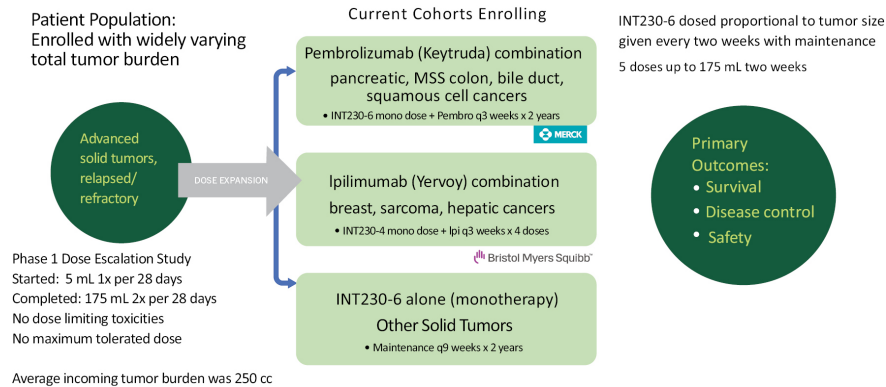 Patient Population:
Enrolled with widely varying
total tumor burden
Advanced
solid tumors,
relapsed/
refractory
DOSE EXPANSION
Phase 1 Dose Escalation Study
Started: 5 mL 1x per 28 days
Completed: 175 mL 2x per 28 days
No dose limiting toxicities
No maximum tolerated dose
Average incoming tumor burden was 250 cc
Current Cohorts Enrolling
Pembrolizumab (Keytruda) combination
pancreatic, MSS colon, bile duct,
squamous cell cancers
• INT230-6 mono dose + Pembro q3 weeks x 2 years
MERCK
Ipilimumab (Yervoy) combination
breast, sarcoma, hepatic cancers
• INT230-4 mono dose + Ipi q3 weeks x 4 doses
Bristol Myers Squibb™
INT230-6 alone (monotherapy)
Other Solid Tumors
• Maintenance q9 weeks x 2 years
INT230-6 dosed proportional to tumor size
given every two weeks with maintenance
5 doses up to 175 mL two weeks
Primary
Outcomes:
• Survival
• Disease control
• Safety